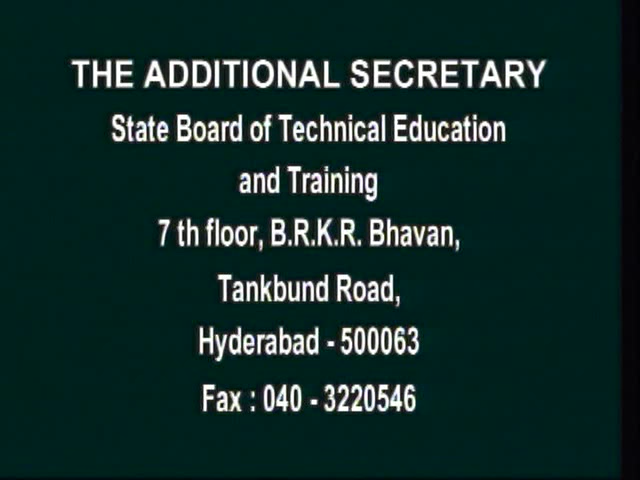 THE ADDITIONAL SECRETARY
State Board of Technical Education
and Training
7 th floor, B.R.K.R. Bhavan,
Tankbund Road,
Hyderabad - 500063
Fax : 040 - 3220546